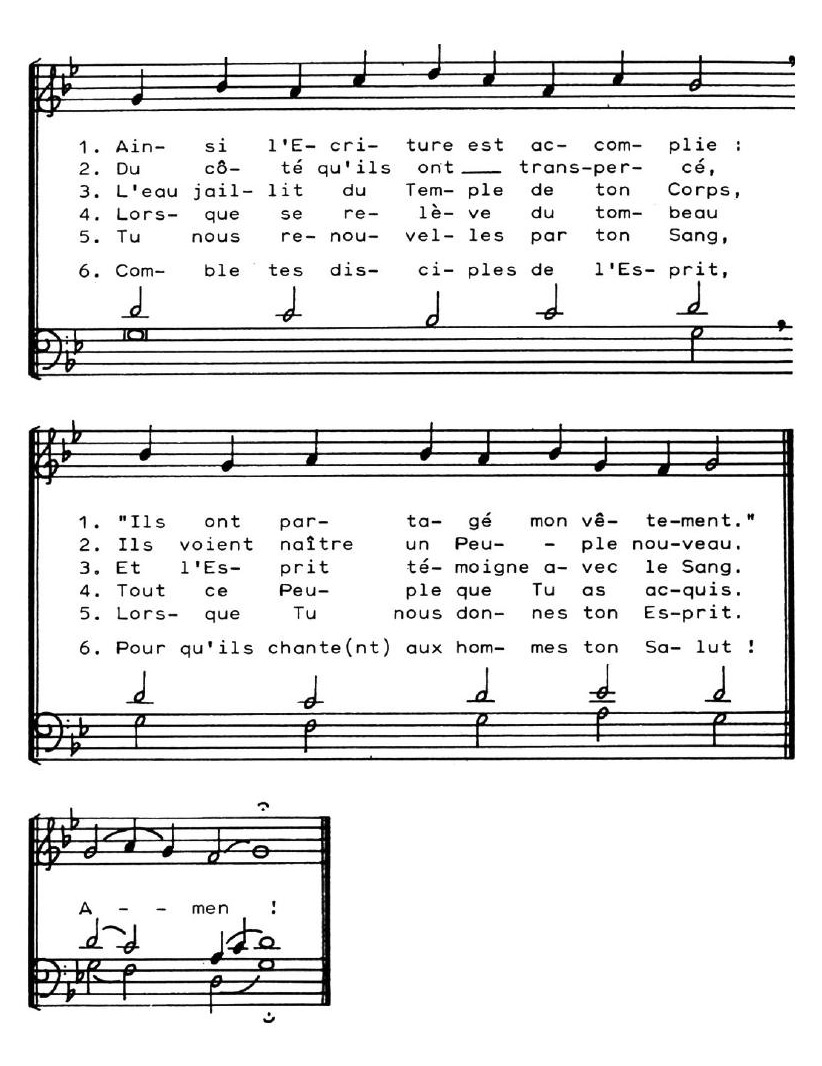 1. Ain- si l'E- cri- ture est ac- com- plie :
2. Du cô- té qu'ils ont ___ trans-per- cé,
3. L'eau jail- lit du Tem- ple de ton Corps,
4. Lors- que se re- lè- ve du tom- beau
5. Tu nous re- nou- vel- les par ton Sang,
6. Com- ble tes dis- ci- ples de l'Es- prit,
1. "Ils ont par- ta- gé mon vê- te-ment."
2. Ils voient naître un Peu- - ple nou-veau.
3. Et l'Es- prit té- moigne a- vec le Sang.
4. Tout ce Peu- ple que Tu as ac-quis.
5. Lors- que Tu nous don- nes ton Es-prit.
6. Pour qu'ils chante(nt) aux hom- mes ton Sa- lut !
A - - men !